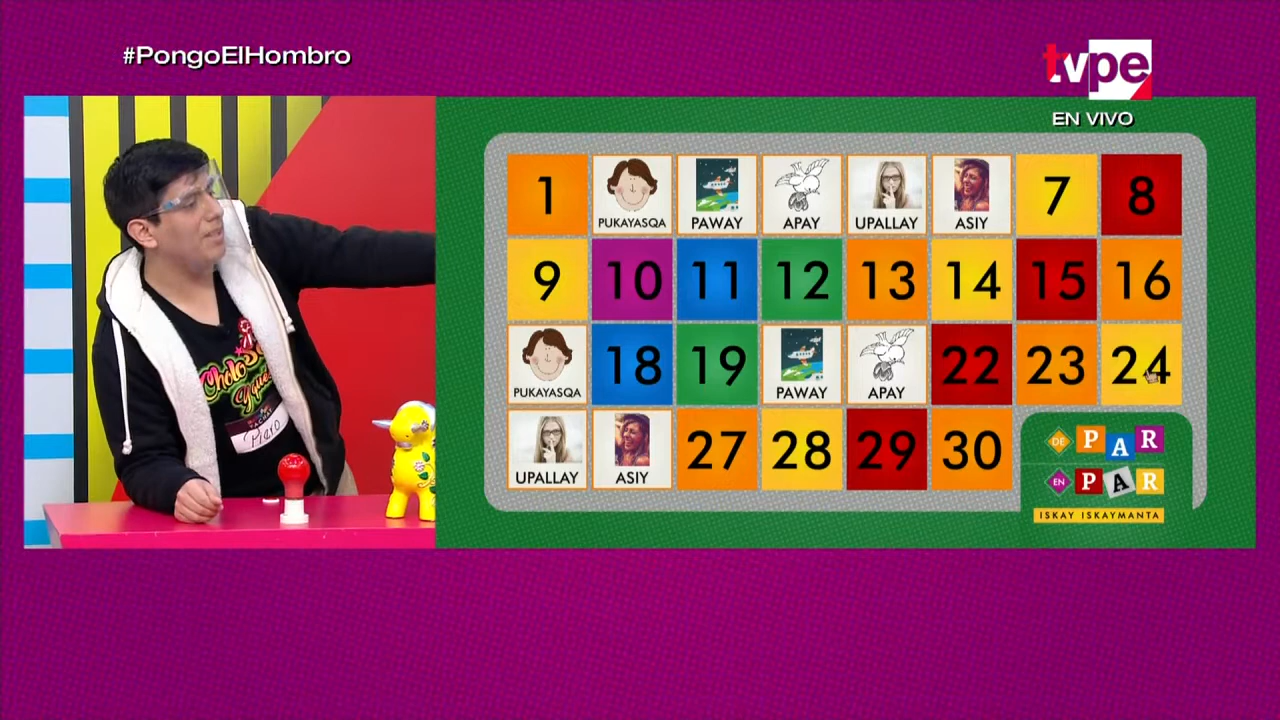 #PongoElHombro
tvpe
EN VIVO
1 PUKAYASQA PAWAY APAY UPALLAY ASIY 7 8
9 10 11 12 13 14 15 16
PUKAYASQA 18 19 PAWAY APAY 22 23 24
UPALLAY ASIY 27 28 29 30
DE PAR
EN PAR
ISKAY ISKAYMANTA
Piero